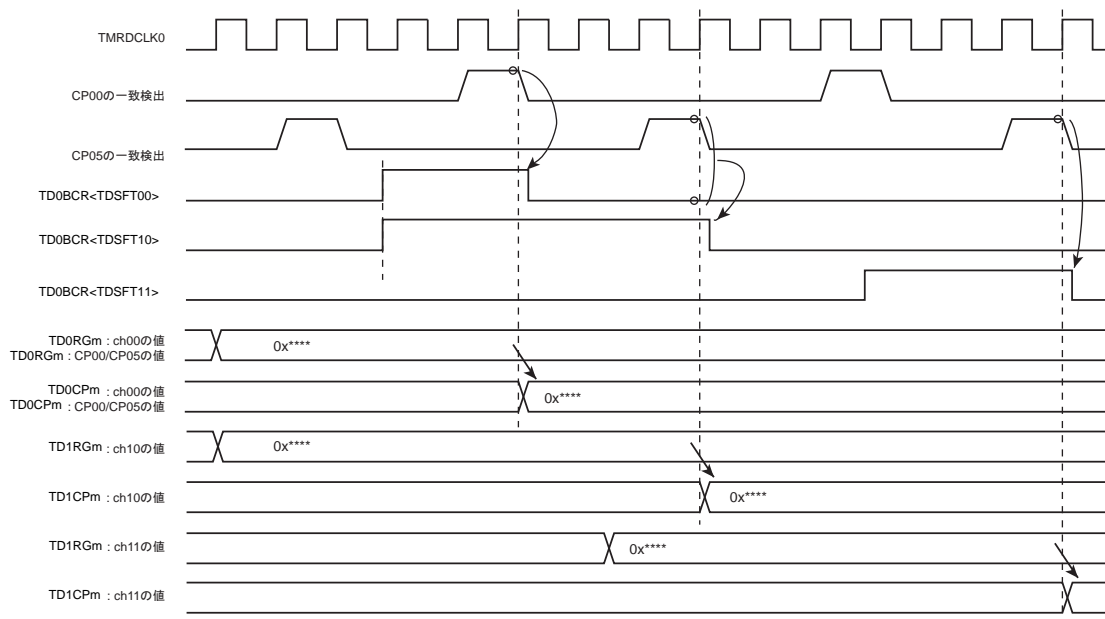 TMRDCLK0
CP00の一致検出
CP05の一致検出
TD0BCR<TDSFT00>
TD0BCR<TDSFT10>
TD0BCR<TDSFT11>
TD0RGm : ch00の値
TD0RGm : CP00/CP05の値
0x****
TD0CPm : ch00の値
TD0CPm : CP00/CP05の値
0x****
TD1RGm : ch10の値
0x****
TD1CPm : ch10の値
0x****
TD1RGm : ch11の値
0x****
TD1CPm : ch11の値